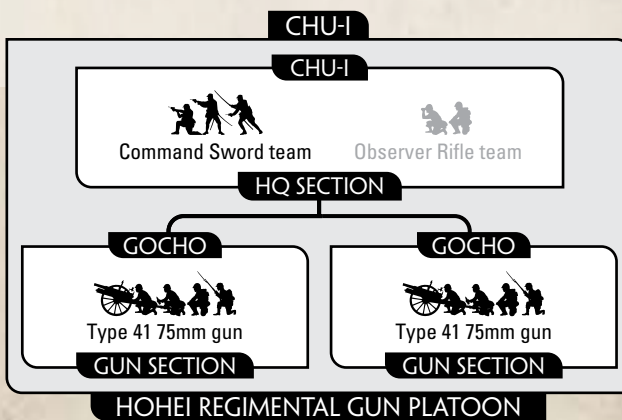 CHU-I
CHU-I
Command Sword team
Observer Rifle team
HQ SECTION
GOCHO
GOCHO
Type 41 75mm gun
Type 41 75mm gun
GUN SECTION
GUN SECTION
HOHEI REGIMENTAL GUN PLATOON